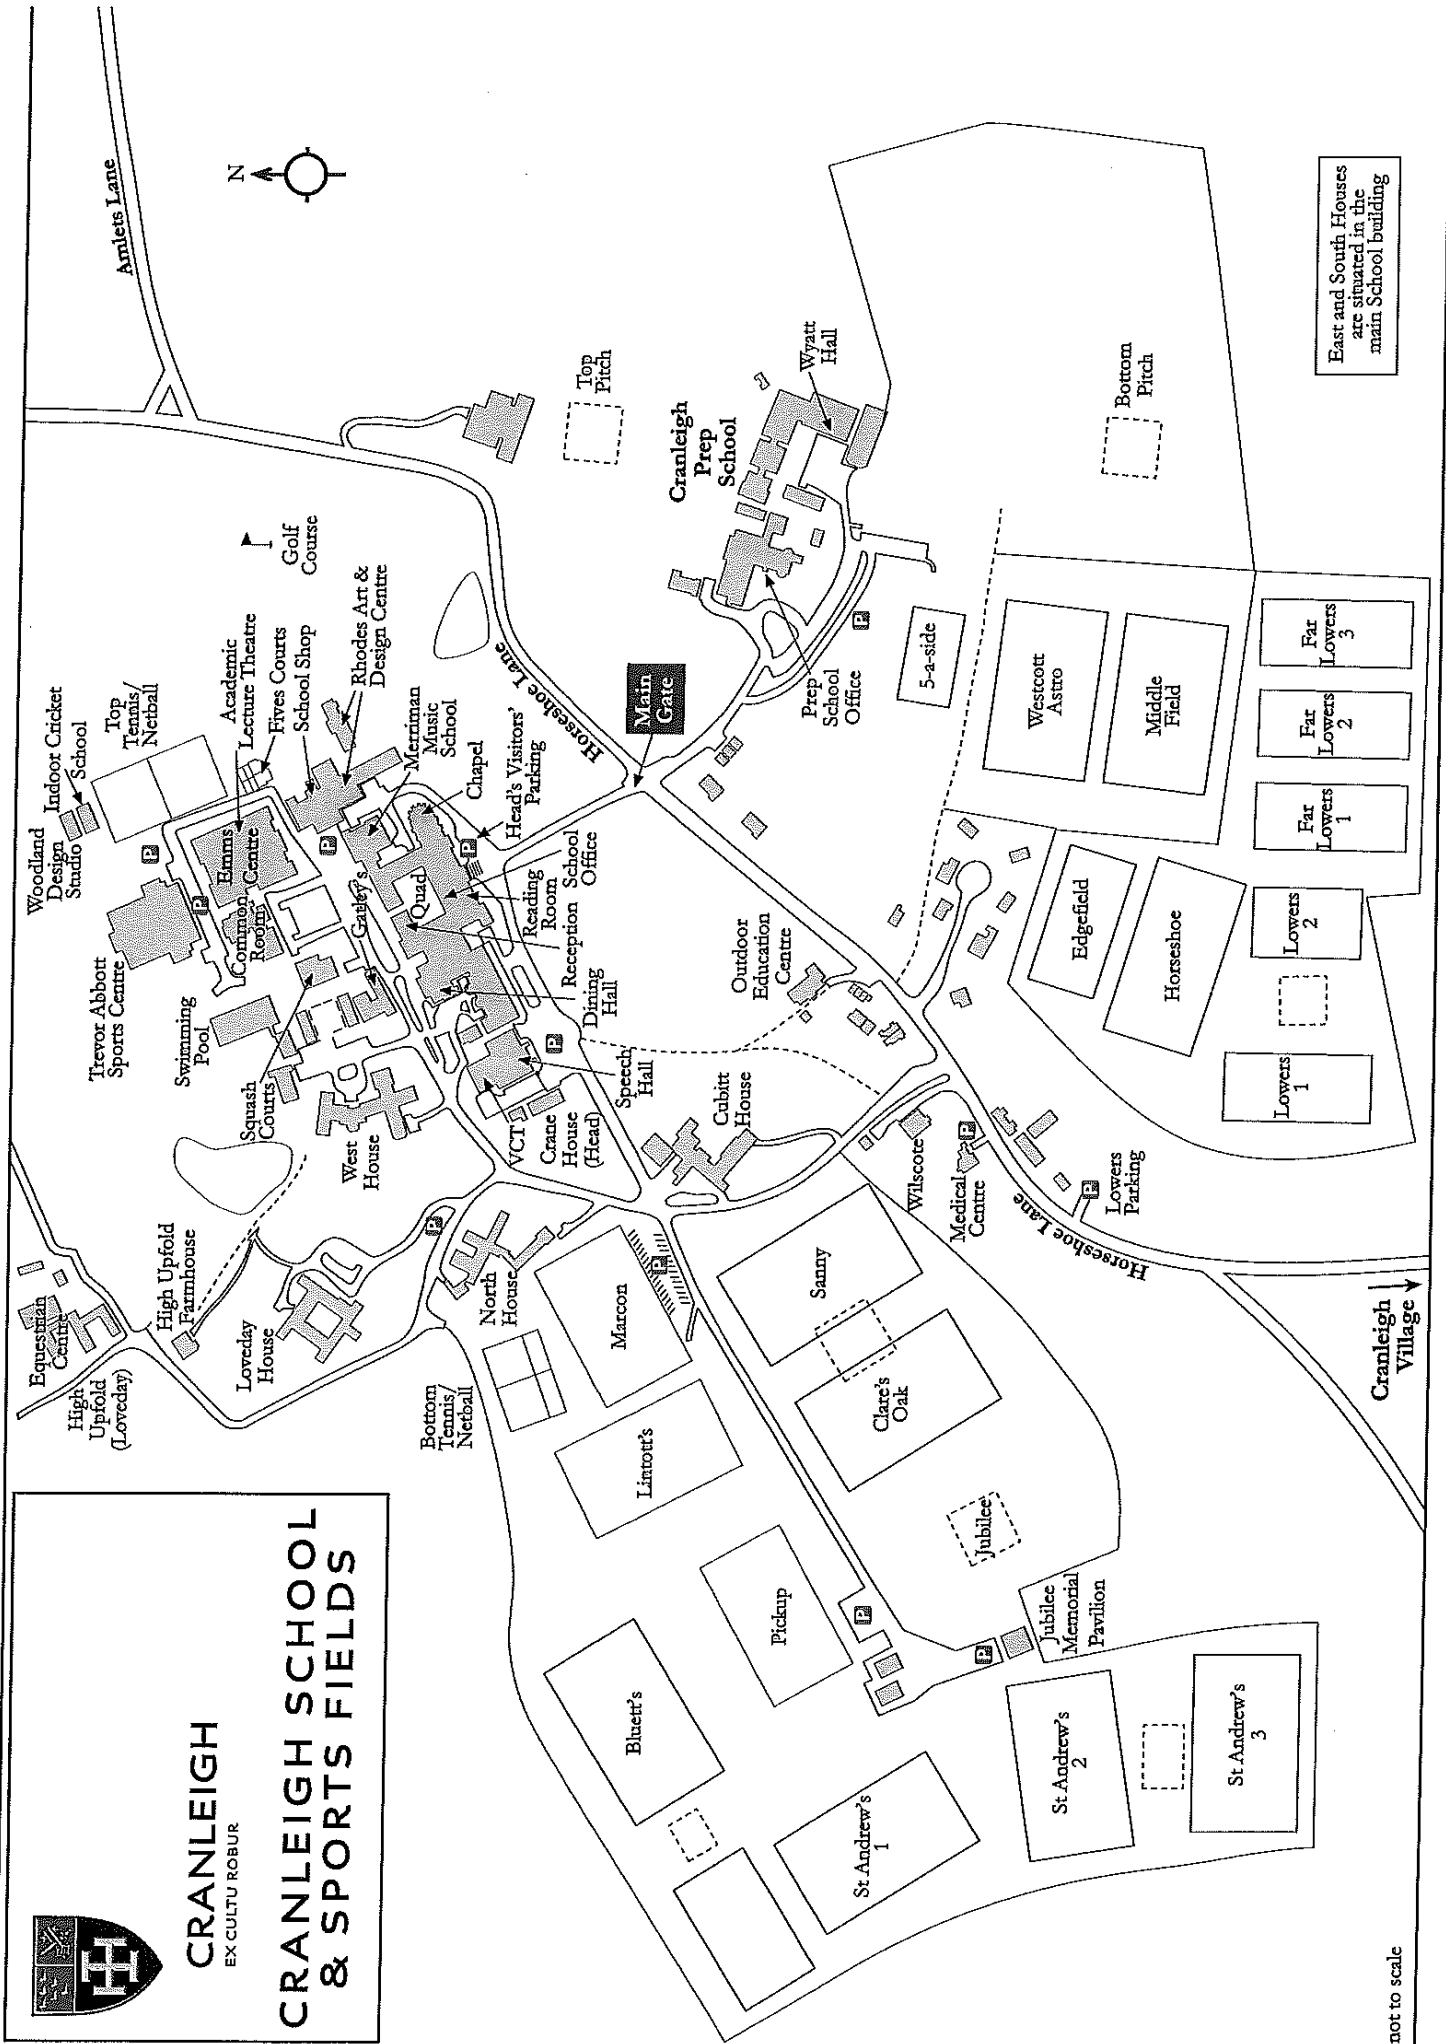 CRANLEIGH
EX CULTU ROBUR
CRANLEIGH SCHOOL
& SPORTS FIELDS
Amlets Lane
N
Equestrian
Centre
High
Upfold
(Loveday)
High Upfold
Farmhouse
Loveday
House
West
House
Squash
Courts
Swimming
Pool
Trevor Abbott
Sports Centre
Woodland
Design
Studio
Indoor Cricket
School
Top
Tennis/
Netball
Academic
Lecture Theatre
Fives Courts
School Shop
Rhodes Art &
Design Centre
Golf
Course
Emms
Centre
Common
Room
Gatley's
Merriman
Music
School
Chapel
Head's Visitors'
Parking
Quad
School
Office
Reading
Room
Reception
Dining
Hall
Speech
Hall
VCT
Crane
House
(Head)
P
P
P
P
P
P
P
P
P
P
P
P
North
House
Bottom
Tennis/
Netball
Marcon
Lintott's
Pickup
Bluett's
St Andrew's
1
St Andrew's
2
St Andrew's
3
Jubilee
Memorial
Pavilion
Jubilee
Clare's
Oak
Sanny
Cubitt
House
Outdoor
Education
Centre
Wilscote
Medical
Centre
Lowers
Parking
Horseshoe Lane
Cranleigh
Village
Horseshoe Lane
Main
Gate
Top
Pitch
Cranleigh
Prep
School
Wyatt
Hall
Prep
School
Office
5-a-side
Westcott
Astro
Middle
Field
Bottom
Pitch
Edgefield
Horseshoe
Lowers
1
Lowers
2
Far
Lowers
1
Far
Lowers
2
Far
Lowers
3
East and South Houses
are situated in the
main School building
not to scale